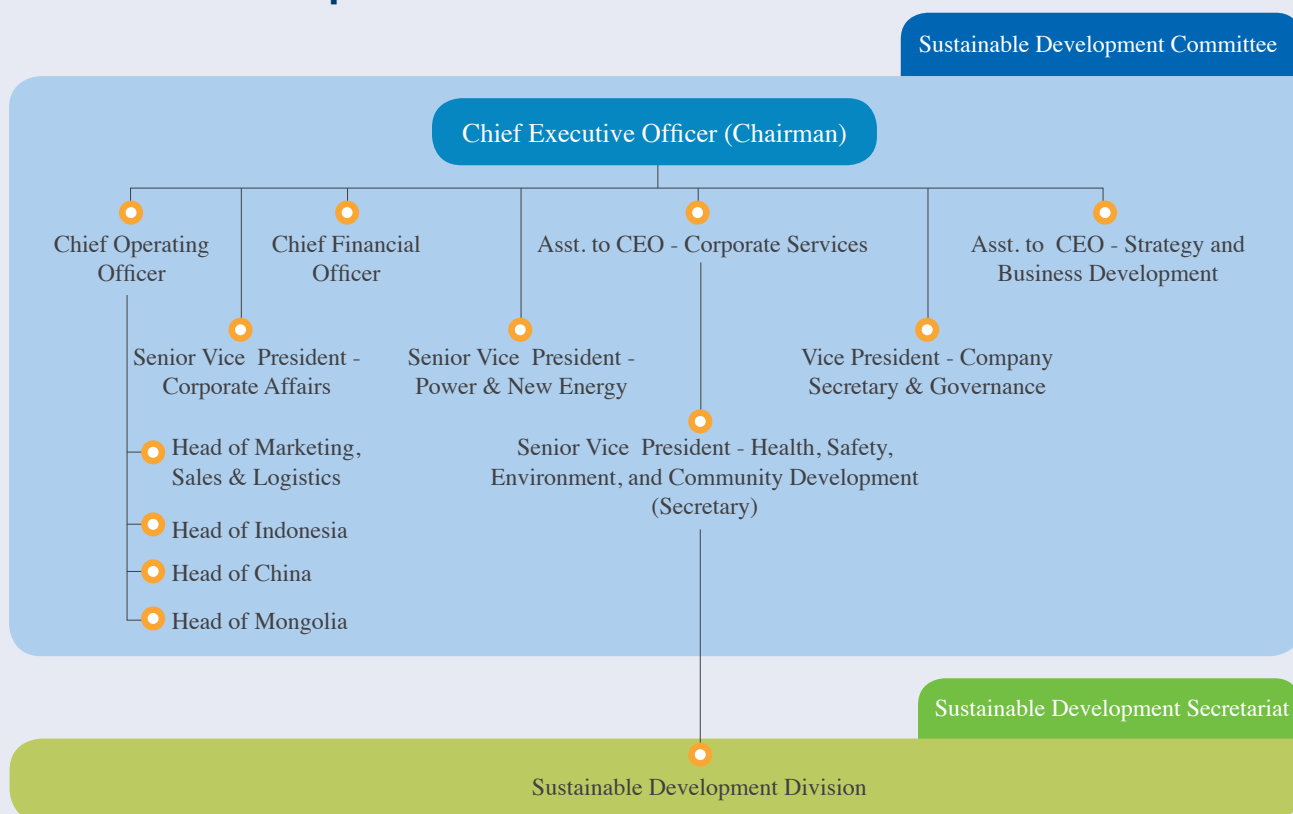 Sustainable Development Committee
Chief Executive Officer (Chairman)
Chief Operating
Officer
Chief Financial
Officer
Asst. to CEO - Corporate Services
Asst. to CEO - Strategy and
Business Development
Senior Vice President -
Corporate Affairs
Senior Vice President -
Power & New Energy
Vice President - Company
Secretary & Governance
Head of Marketing,
Sales & Logistics
Head of Indonesia
Head of China
Head of Mongolia
Senior Vice President - Health, Safety,
Environment, and Community Development
(Secretary)
Sustainable Development Secretariat
Sustainable Development Division